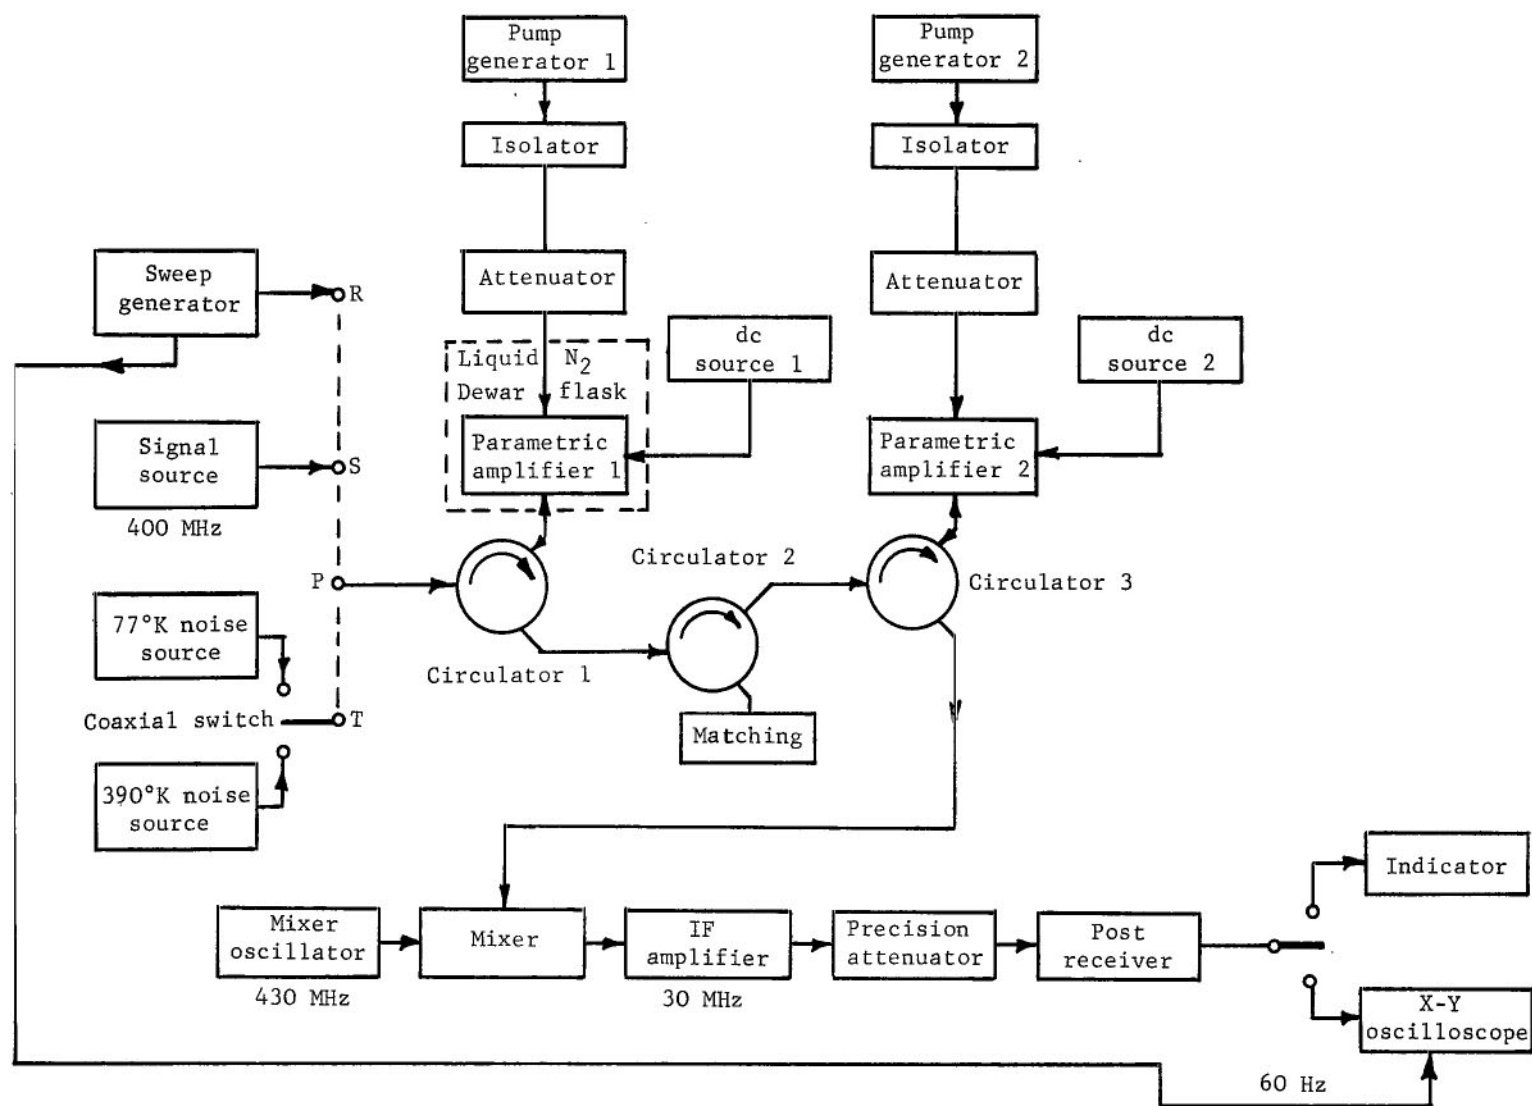 Pump
generator 1
Pump
generator 2
Isolator
Isolator
Sweep
generator
R
Attenuator
Attenuator
Liquid N2
Dewar flask
dc
source 1
dc
source 2
Signal
source
S
400 MHz
Parametric
amplifier 1
Parametric
amplifier 2
P
Circulator 2
Circulator 3
77°K noise
source
Circulator 1
Coaxial switch
T
Matching
390°K noise
source
Indicator
Mixer
oscillator
430 MHz
Mixer
IF
amplifier
30 MHz
Precision
attenuator
Post
receiver
X-Y
oscilloscope
60 Hz